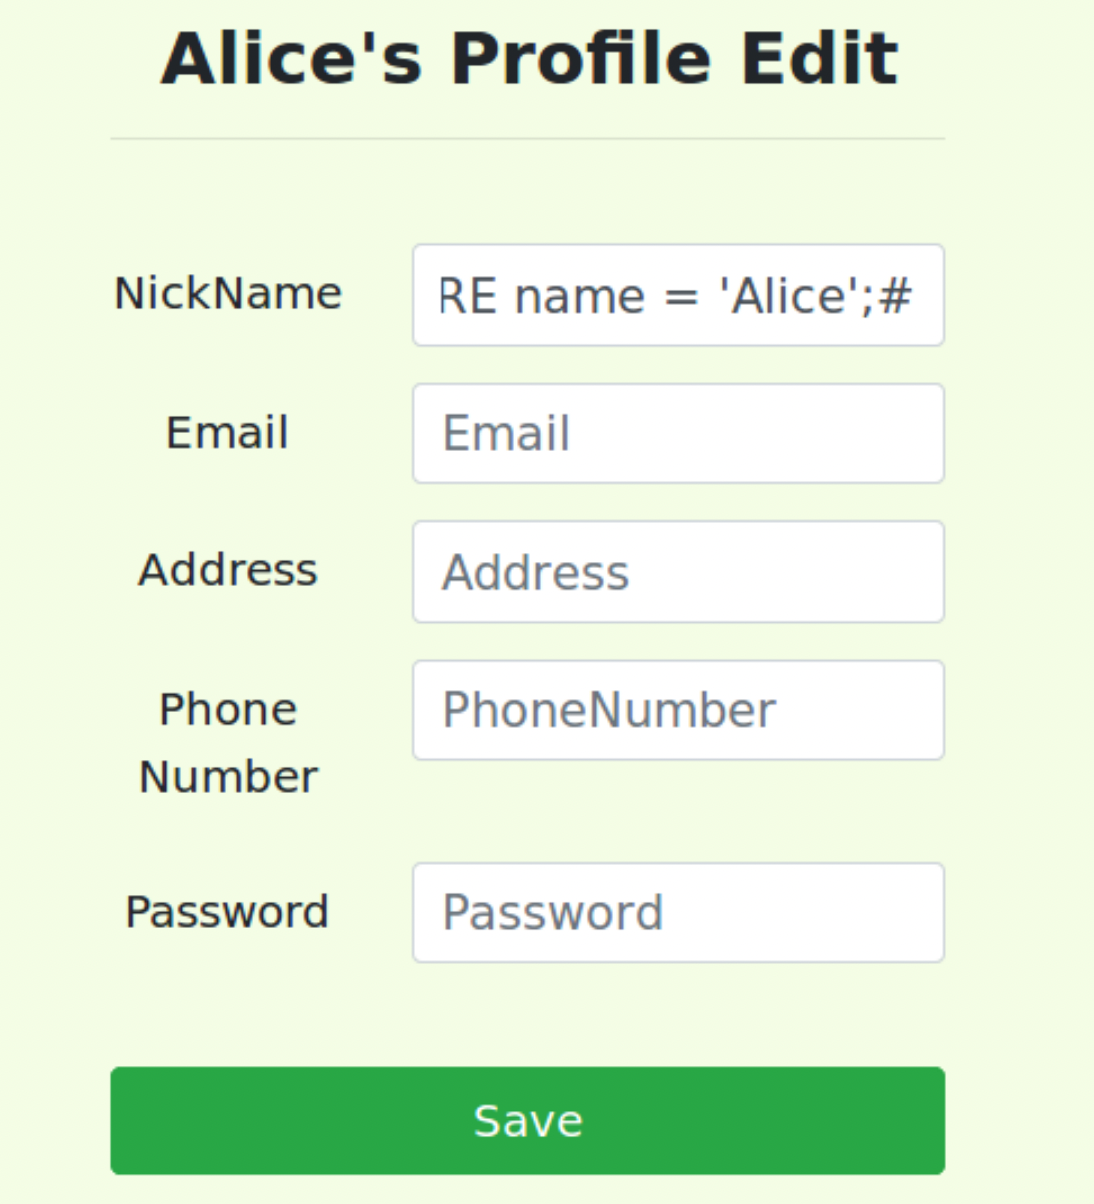 Alice's Profile Edit
NickName
RE name = 'Alice';#
Email
Email
Address
Address
Phone
Number
PhoneNumber
Password
Password
Save